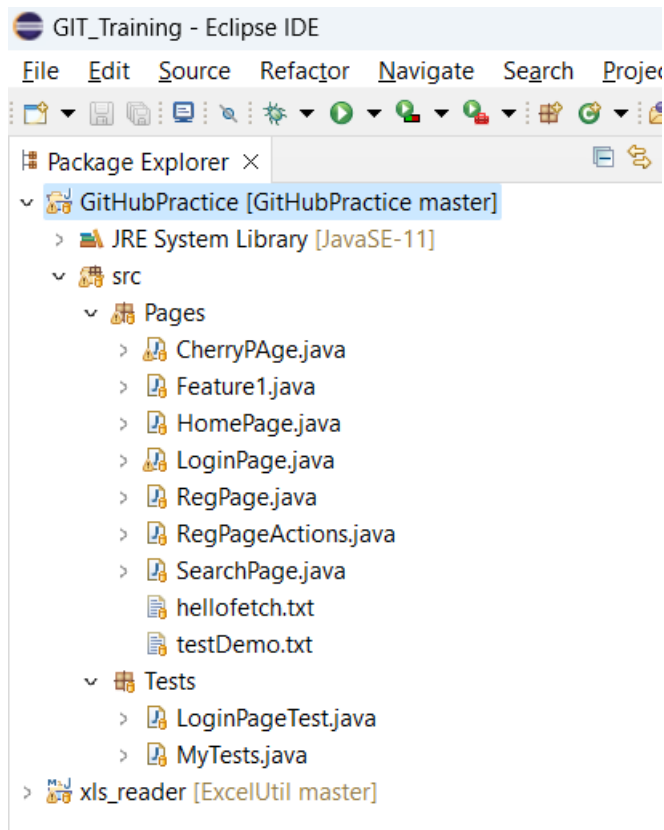 GIT_Training - Eclipse IDE
File Edit Source Refactor Navigate Search Projec
Package Explorer
GitHubPractice [GitHubPractice master]
JRE System Library [JavaSE-11]
src
Pages
CherryPAge.java
Feature1.java
HomePage.java
LoginPage.java
RegPage.java
RegPageActions.java
SearchPage.java
hellofetch.txt
testDemo.txt
Tests
LoginPageTest.java
MyTests.java
xls_reader [ExcelUtil master]